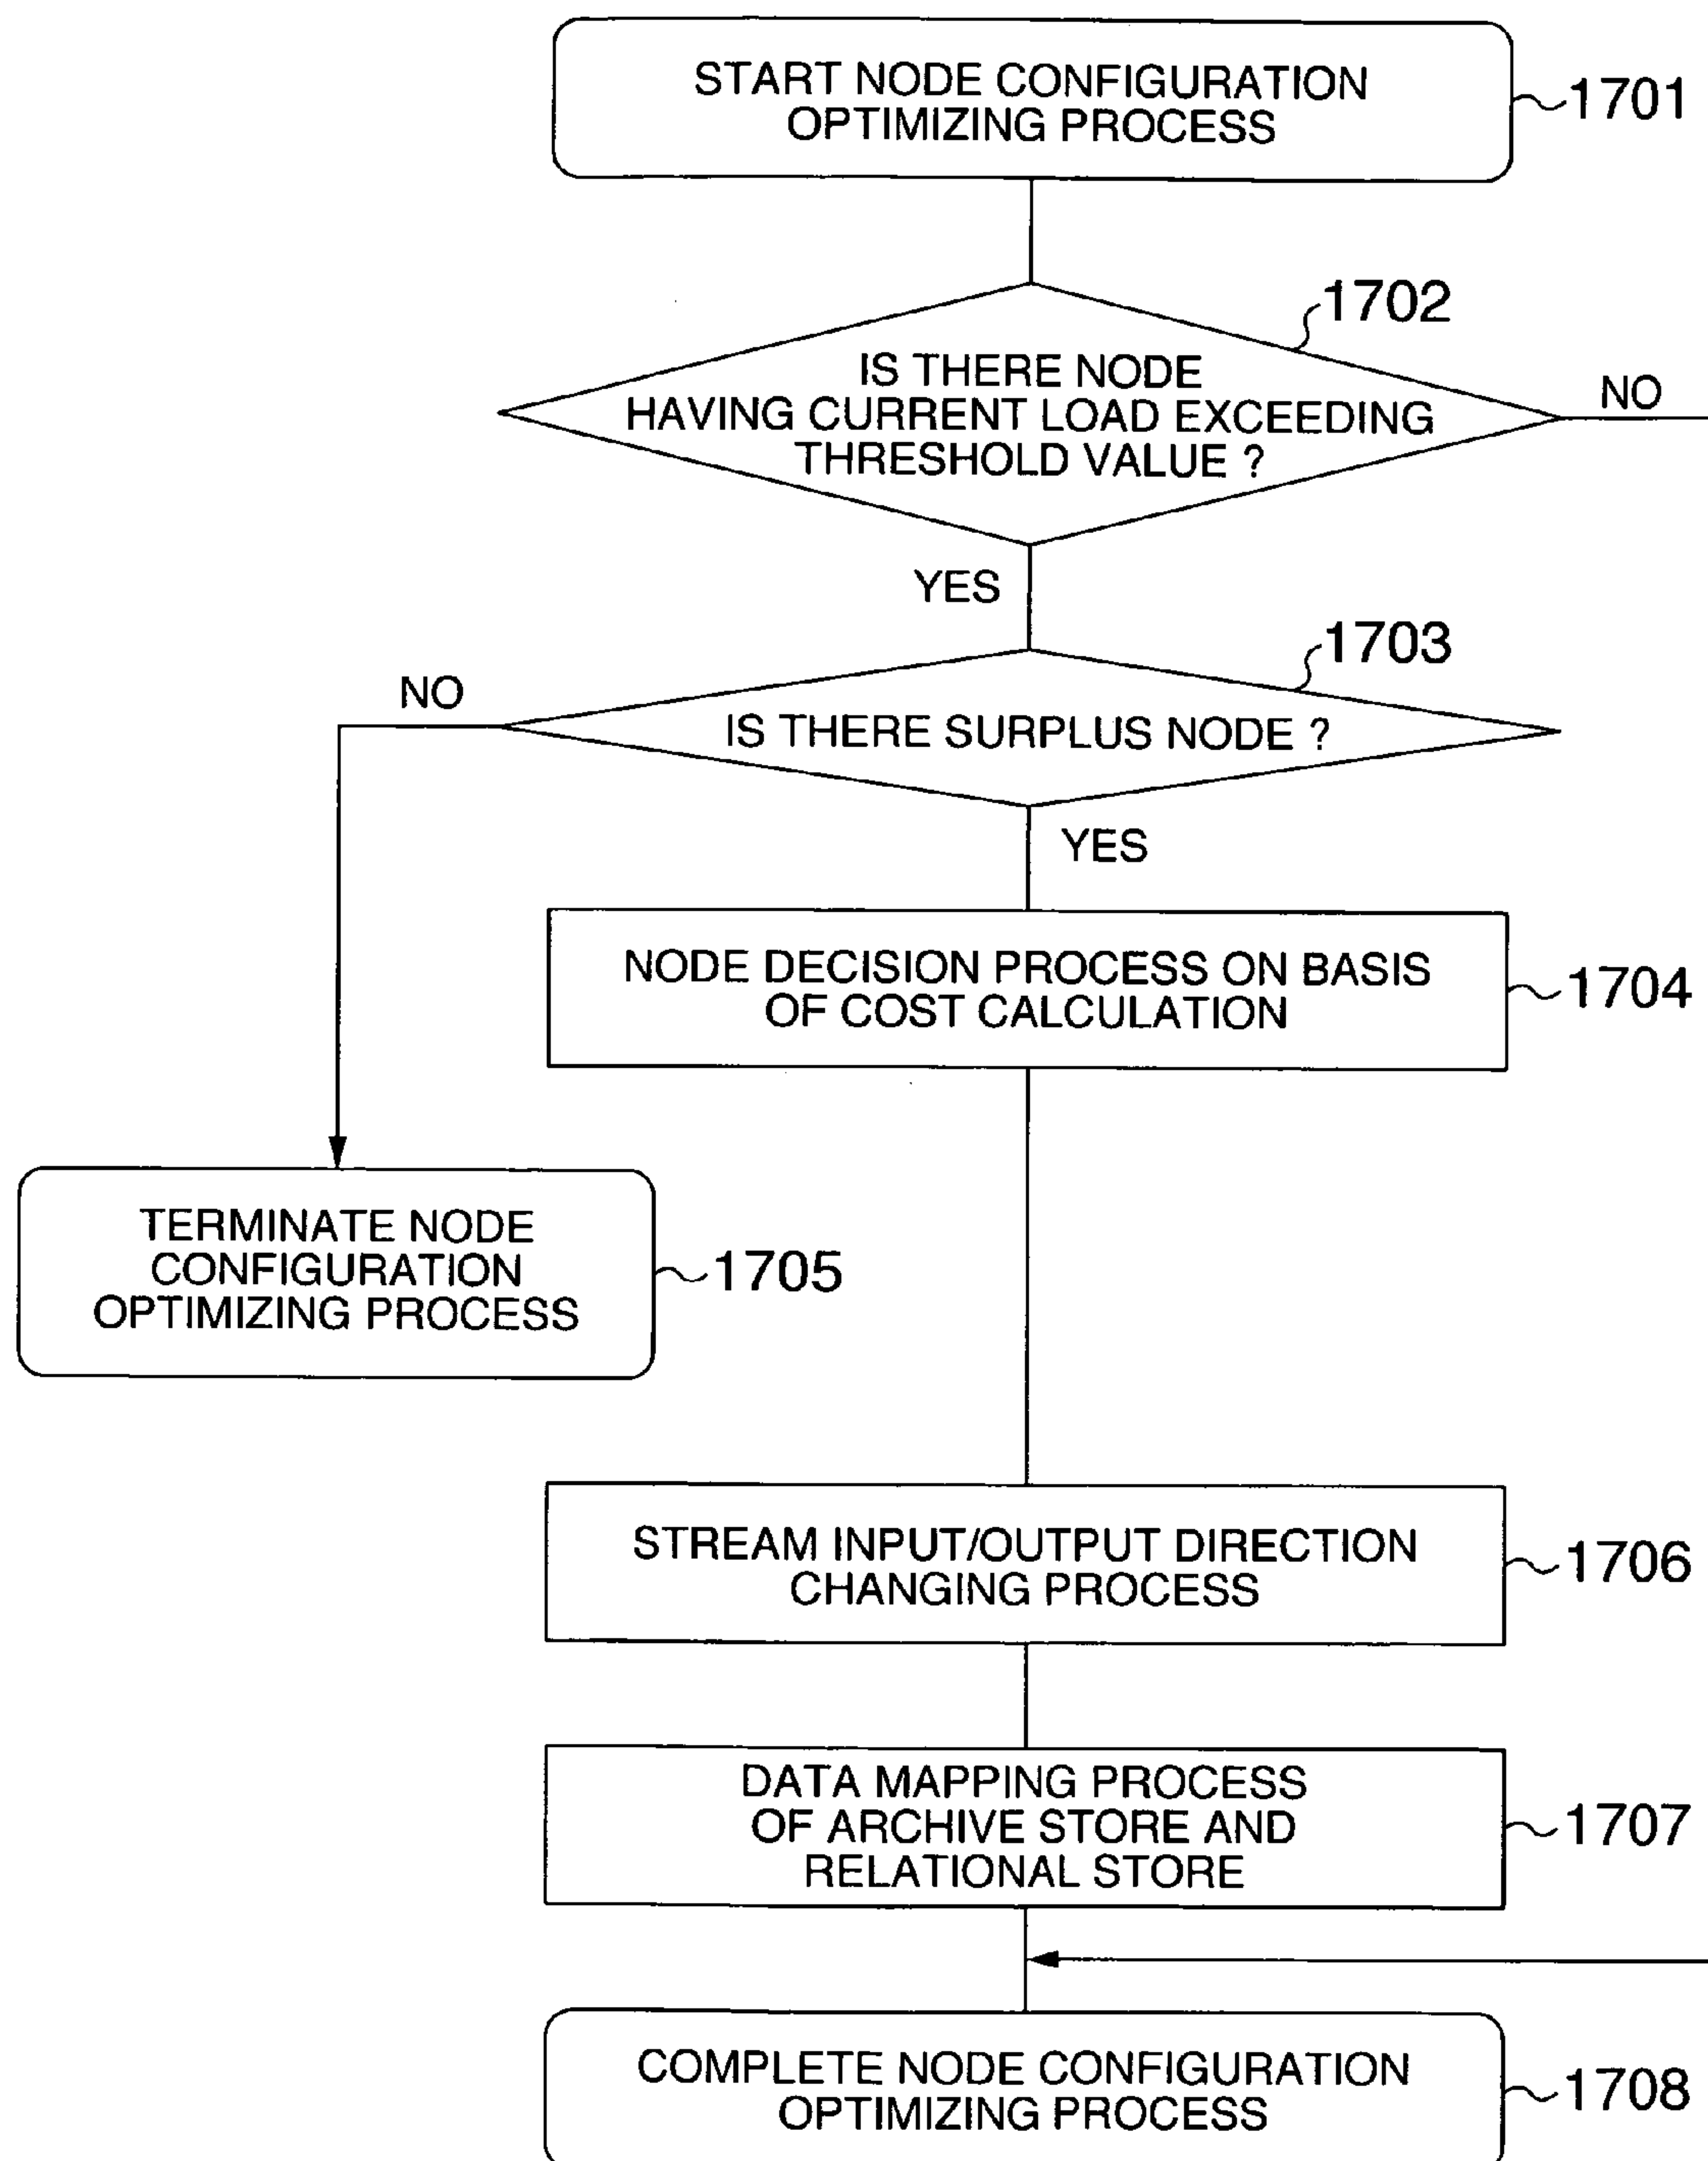 START NODE CONFIGURATION
OPTIMIZING PROCESS
1701
1702
IS THERE NODE
HAVING CURRENT LOAD EXCEEDING
THRESHOLD VALUE ?
NO
YES
1703
NO
IS THERE SURPLUS NODE ?
YES
NODE DECISION PROCESS ON BASIS
OF COST CALCULATION
1704
TERMINATE NODE
CONFIGURATION
OPTIMIZING PROCESS
1705
STREAM INPUT/OUTPUT DIRECTION
CHANGING PROCESS
1706
DATA MAPPING PROCESS
OF ARCHIVE STORE AND
RELATIONAL STORE
1707
COMPLETE NODE CONFIGURATION
OPTIMIZING PROCESS
1708